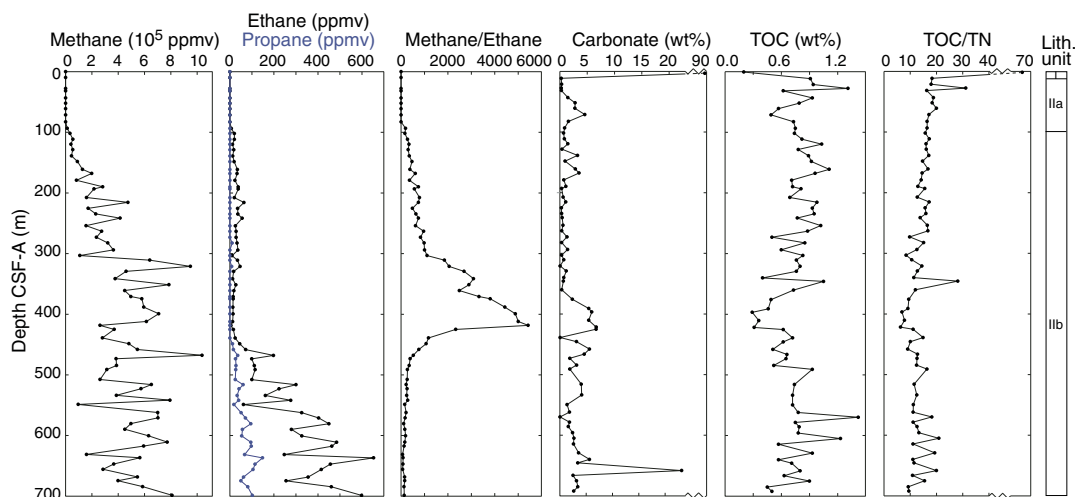 Ethane (ppmv)
Methane (10⁵ ppmv) Propane (ppmv) Methane/Ethane Carbonate (wt%) TOC (wt%) TOC/TN Lith. unit
0 2 4 6 8 10 0 200 400 600 0 2000 4000 6000 0 5 10 15 20 90 0.0 0.6 1.2 0 10 20 30 40 70
0
IIa
100
200
300
Depth CSF-A (m)
400
IIb
500
600
700